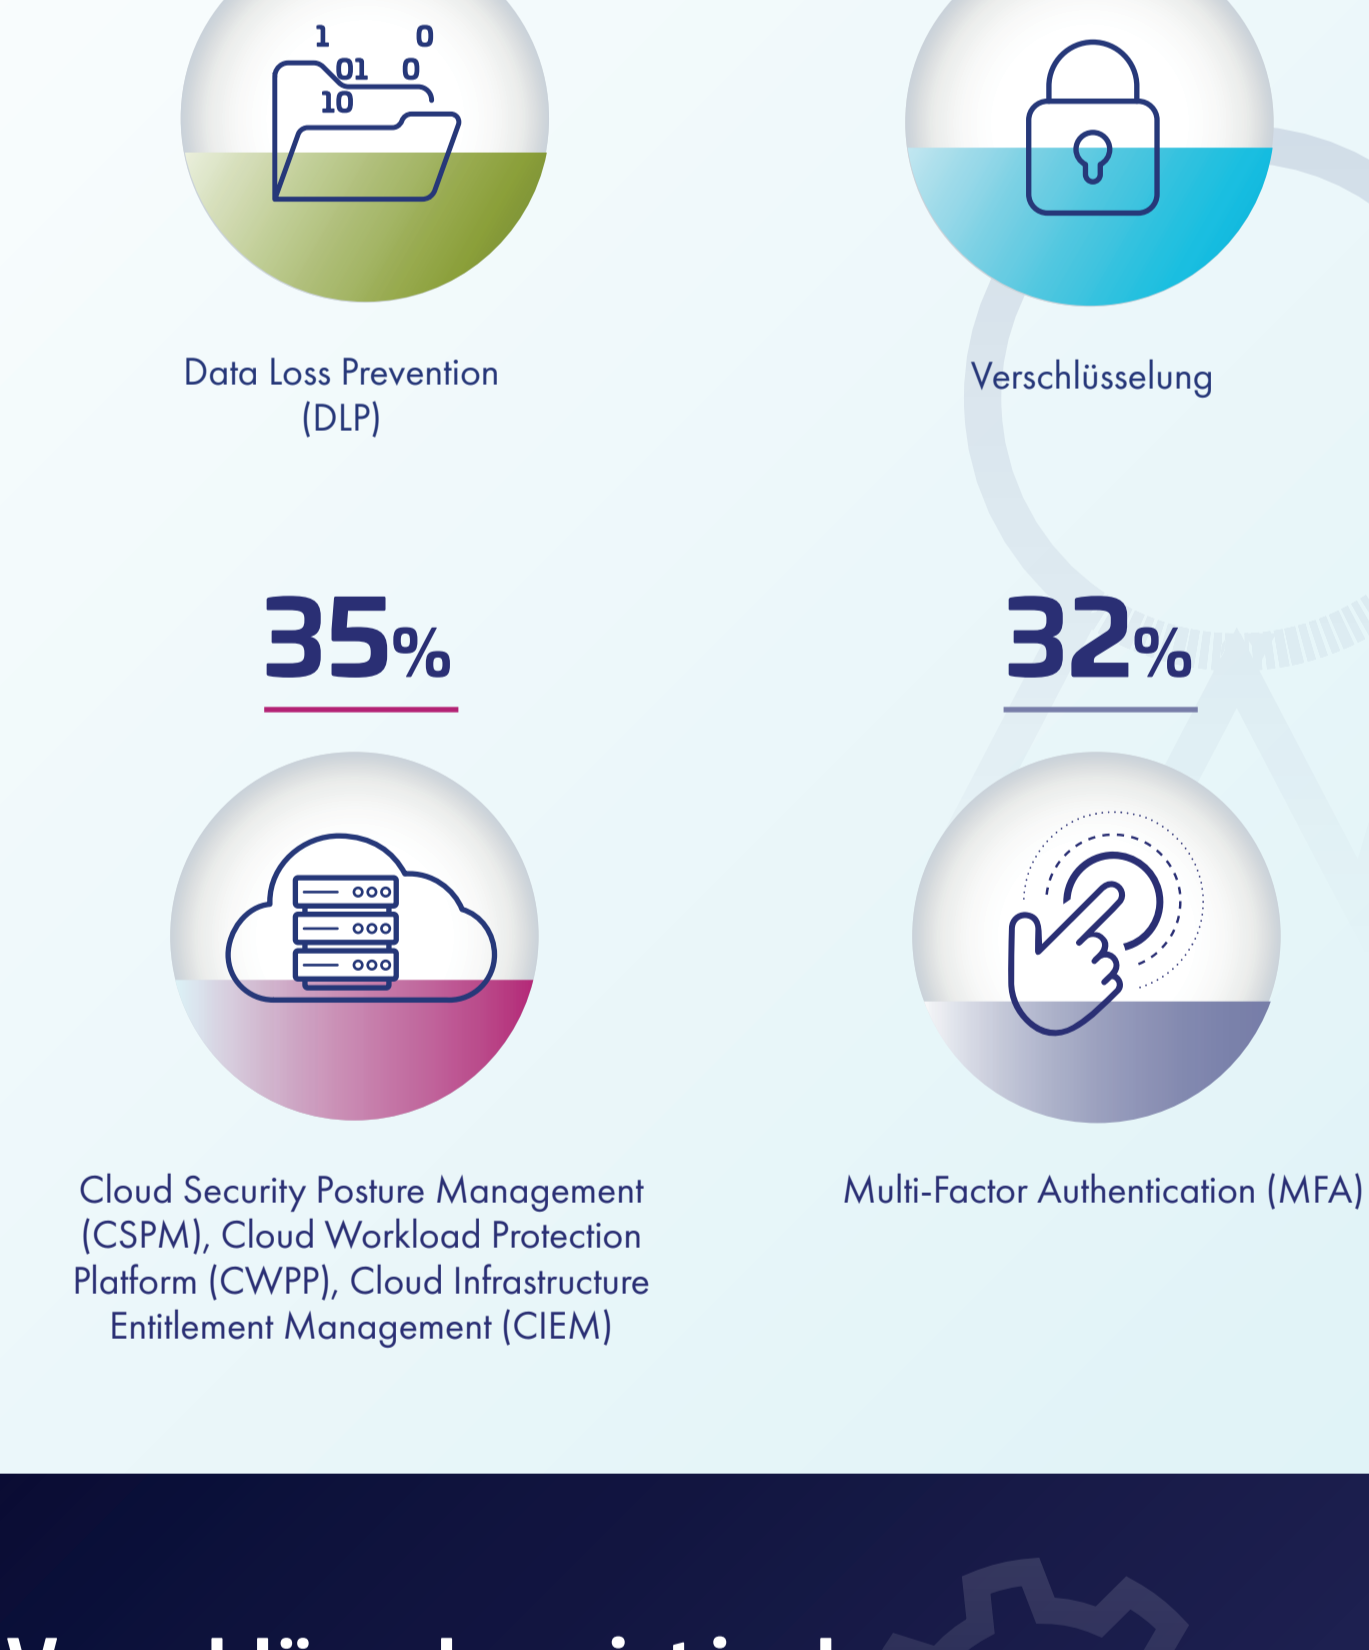 1 0
01 0
10
Data Loss Prevention
(DLP)
Verschlüsselung
35%
32%
Cloud Security Posture Management
(CSPM), Cloud Workload Protection
Platform (CWPP), Cloud Infrastructure
Entitlement Management (CIEM)
Multi-Factor Authentication (MFA)